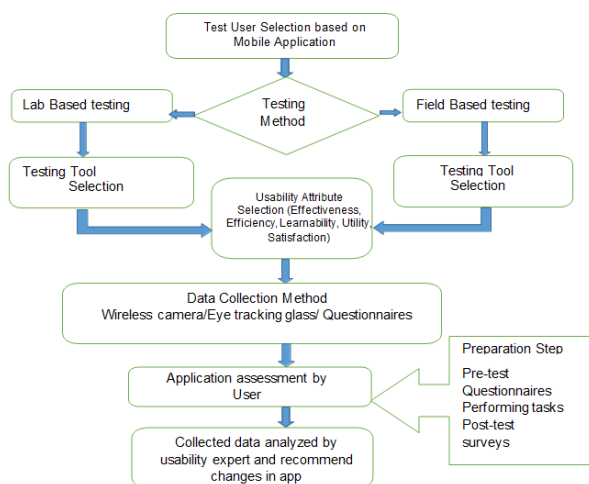 Test User Selection based on
Mobile Application
Testing
Method
Lab Based testing
Field Based testing
Testing Tool
Selection
Testing Tool
Selection
Usability Attribute
Selection (Effectiveness,
Efficiency, Learnability, Utility,
Satisfaction)
Data Collection Method
Wireless camera/Eye tracking glass/ Questionnaires
Application assessment by
User
Preparation Step
Pre-test
Questionnaires
Performing tasks
Post-test
surveys
Collected data analyzed by
usability expert and recommend
changes in app